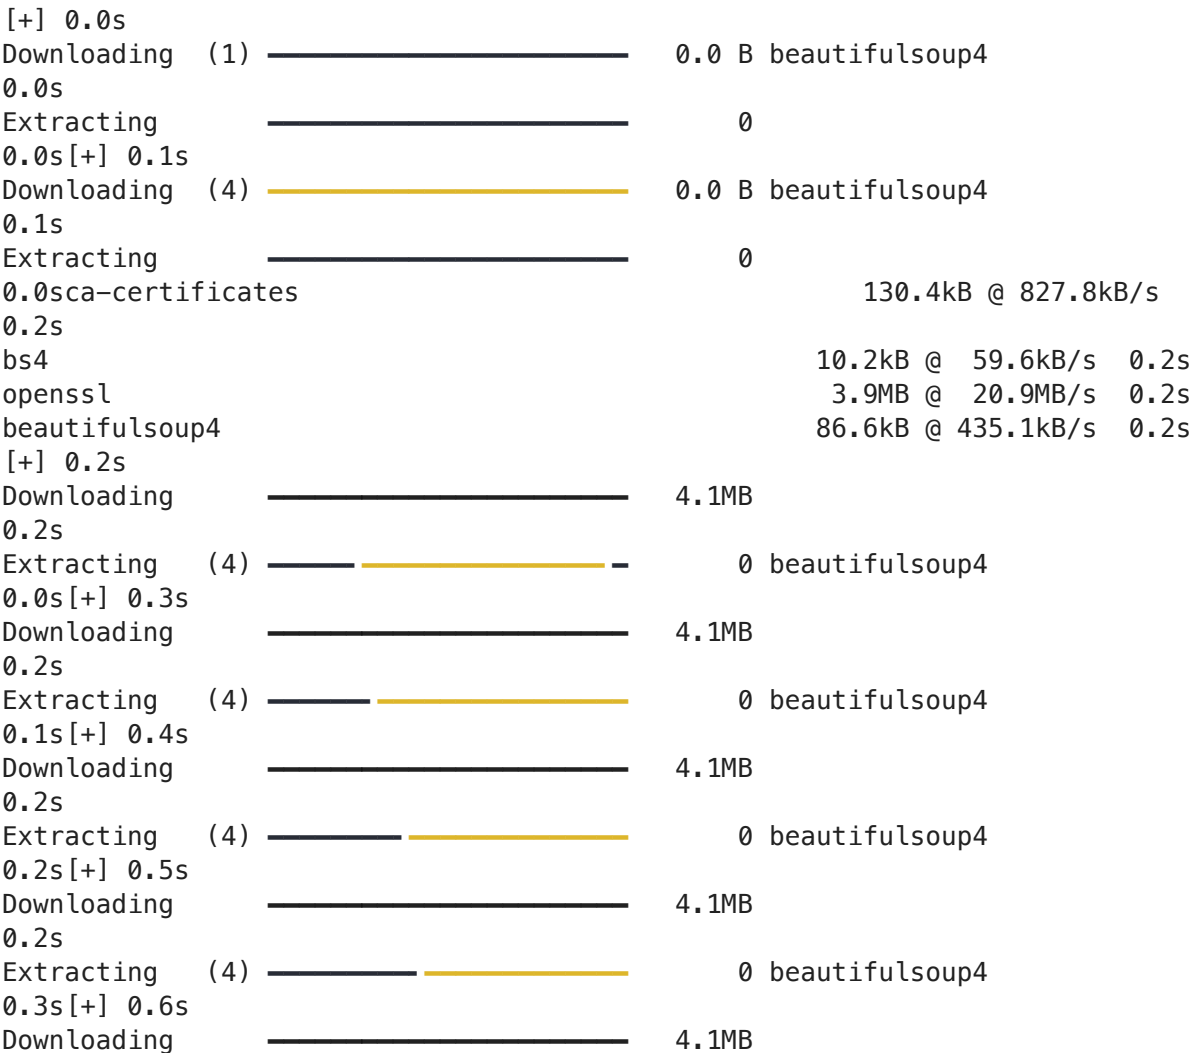 [+] 0.0s
Downloading  (1) ━━━━━━━━━━━━━━━━━━━━━━━   0.0 B beautifulsoup4
0.0s
Extracting       ━━━━━━━━━━━━━━━━━━━━━━━       0
0.0s[+] 0.1s
Downloading  (4) ━━━━━━━━━━━━━━━━━━━━━━━   0.0 B beautifulsoup4
0.1s
Extracting       ━━━━━━━━━━━━━━━━━━━━━━━       0
0.0sca-certificates                                    130.4kB @ 827.8kB/s
0.2s
bs4                                                 10.2kB @  59.6kB/s  0.2s
openssl                                              3.9MB @  20.9MB/s  0.2s
beautifulsoup4                                      86.6kB @ 435.1kB/s  0.2s
[+] 0.2s
Downloading      ━━━━━━━━━━━━━━━━━━━━━━━   4.1MB
0.2s
Extracting   (4) ━━━━━━╺━━━━━━━━━━━━━━━╸━       0 beautifulsoup4
0.0s[+] 0.3s
Downloading      ━━━━━━━━━━━━━━━━━━━━━━━   4.1MB
0.2s
Extracting   (4) ━━━━━━━╺━━━━━━━━━━━━━━━       0 beautifulsoup4
0.1s[+] 0.4s
Downloading      ━━━━━━━━━━━━━━━━━━━━━━━   4.1MB
0.2s
Extracting   (4) ━━━━━━━━━╺━━━━━━━━━━━━━       0 beautifulsoup4
0.2s[+] 0.5s
Downloading      ━━━━━━━━━━━━━━━━━━━━━━━   4.1MB
0.2s
Extracting   (4) ━━━━━━━━━━╺━━━━━━━━━━━━       0 beautifulsoup4
0.3s[+] 0.6s
Downloading      ━━━━━━━━━━━━━━━━━━━━━━━   4.1MB